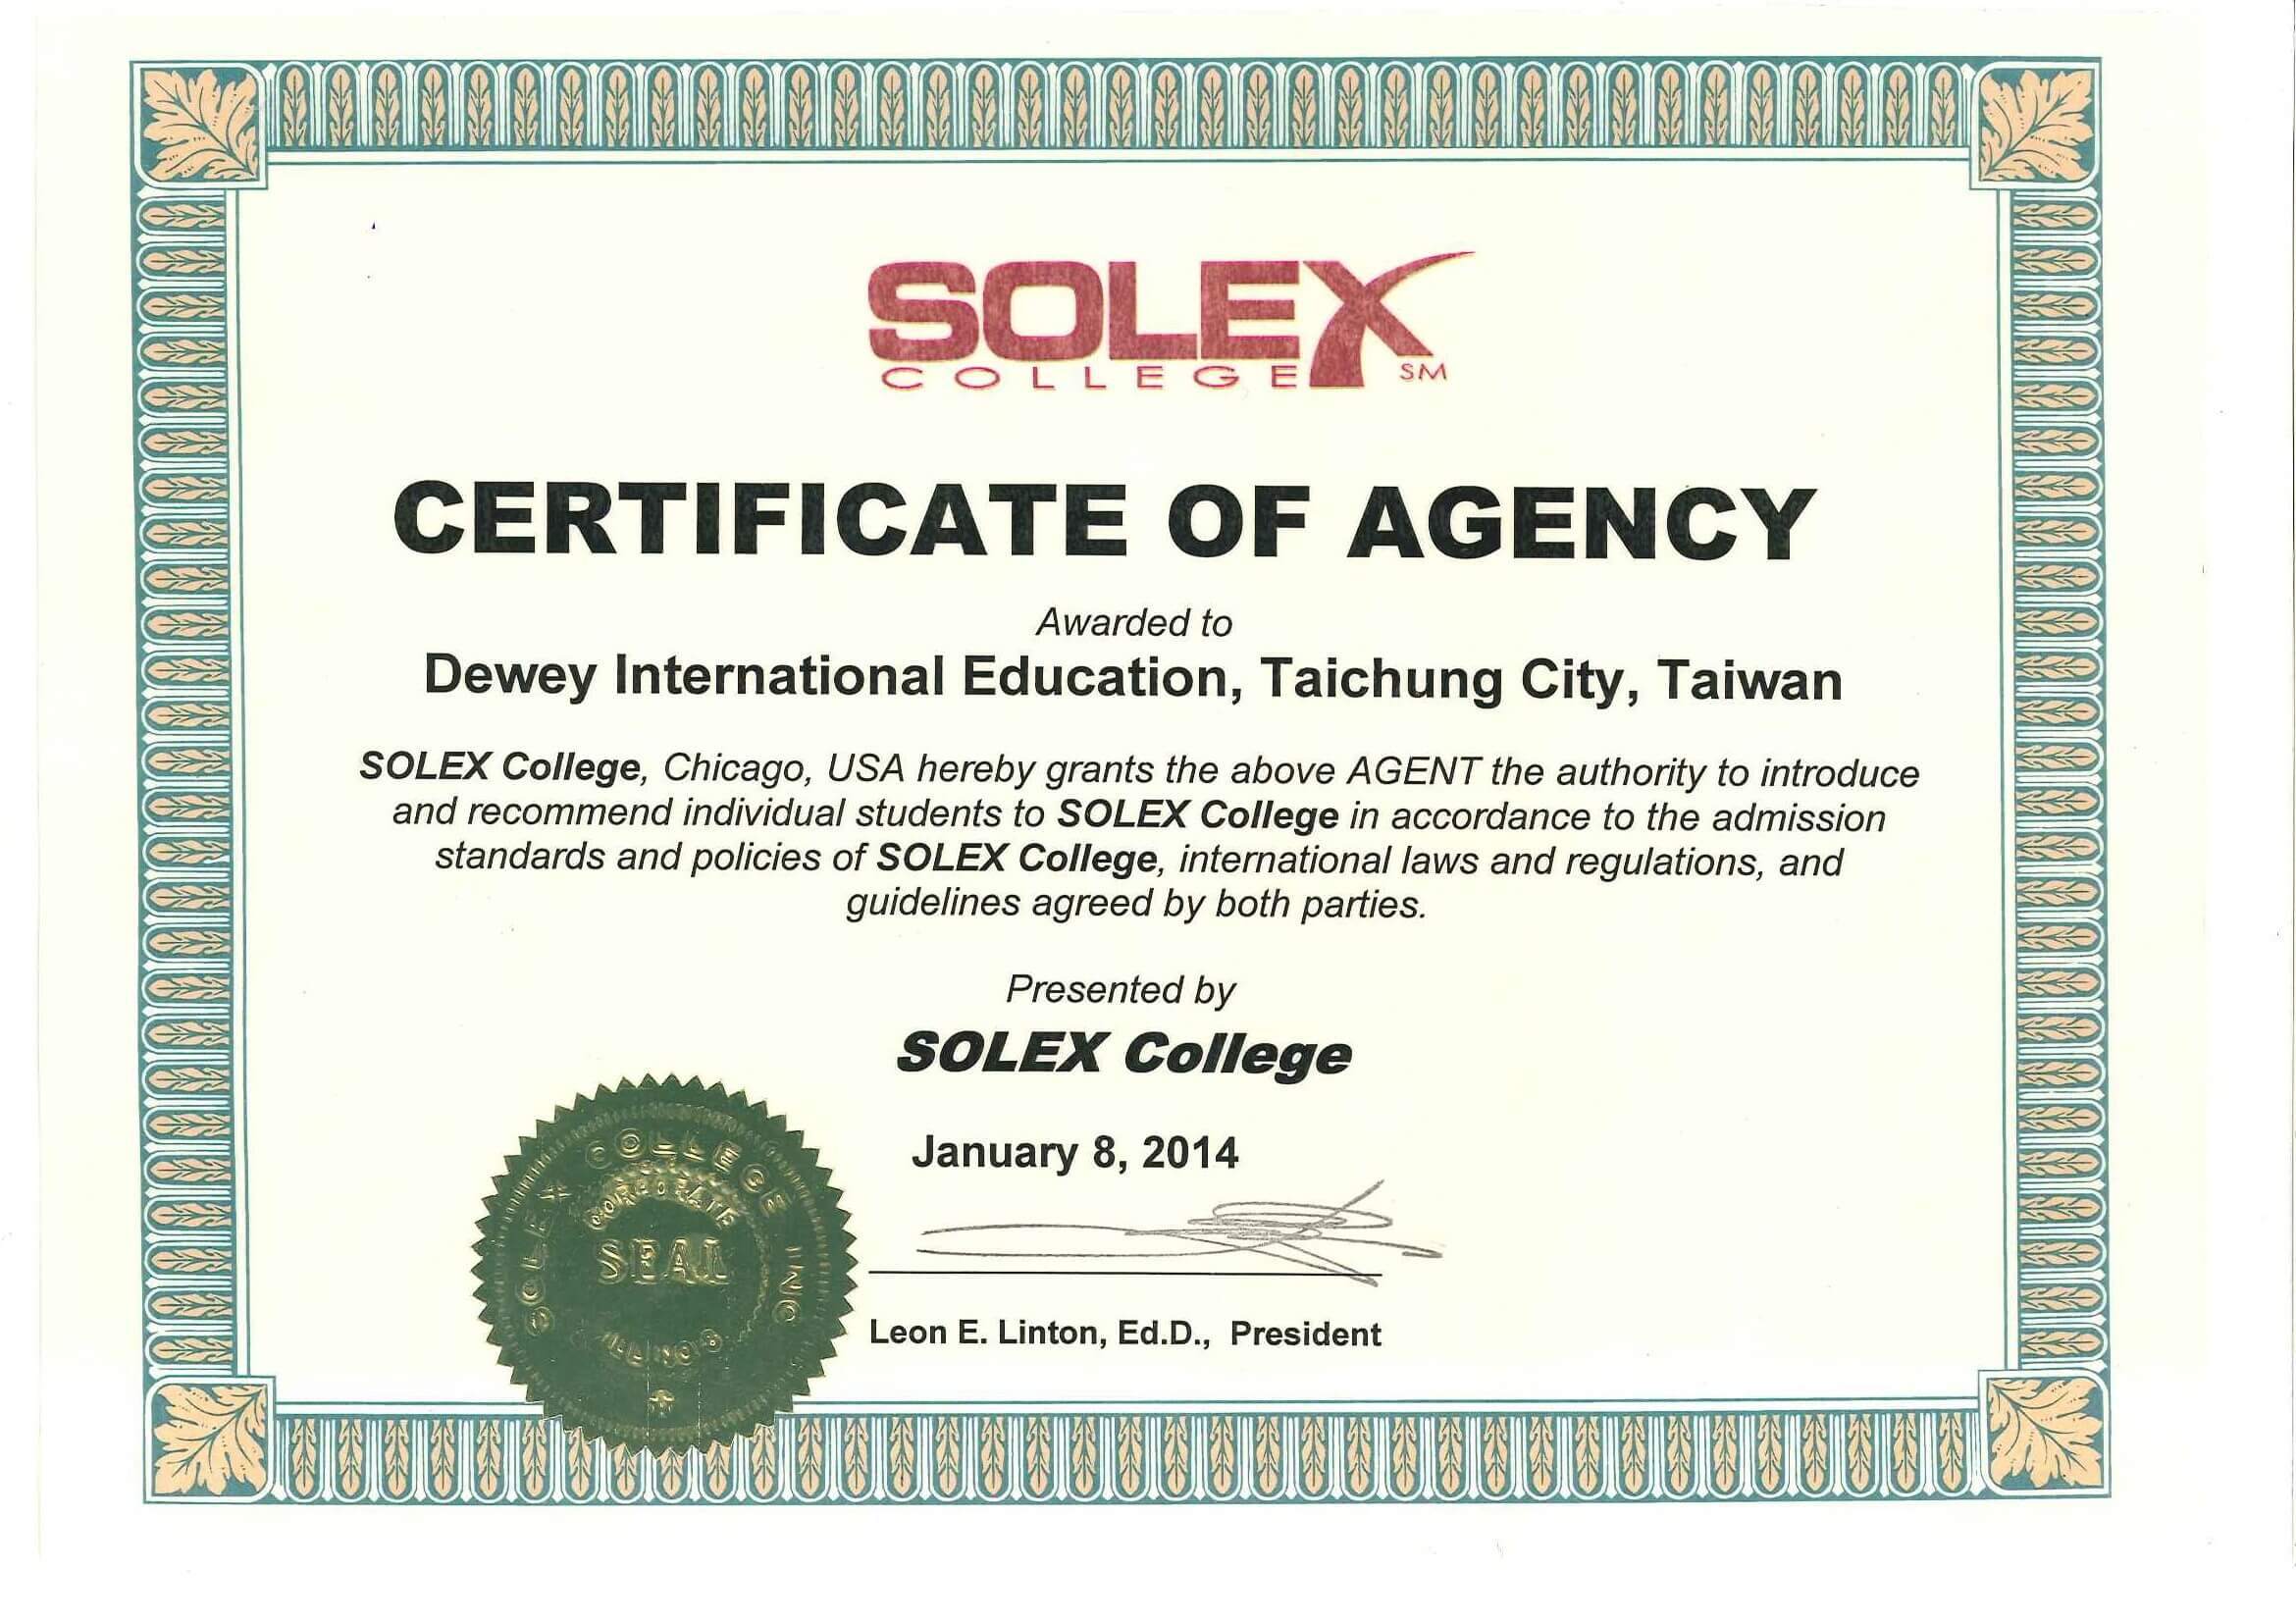 SOLEX
COLLEGE SM
CERTIFICATE OF AGENCY
Awarded to
Dewey International Education, Taichung City, Taiwan
SOLEX College, Chicago, USA hereby grants the above AGENT the authority to introduce
and recommend individual students to SOLEX College in accordance to the admission
standards and policies of SOLEX College, international laws and regulations, and
guidelines agreed by both parties.
Presented by
SOLEX College
January 8, 2014
Leon E. Linton, Ed.D., President
SOLEX COLLEGE INC
CORPORATE
SEAL
ILLINOIS